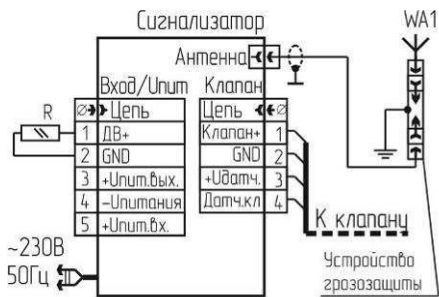 Сигнализатор
WA1
Антенна
Вход/Uпит
Клапан
R
Цепь
Цепь
1 ДВ+
Клапан+ 1
2 GND
GND 2
3 +Uпит.вых.
+Uдатч. 3
4 -Uпитания
Датч.кл 4
5 +Uпит.вх.
К клапану
~230В
50Гц
Устройство
грозозащиты